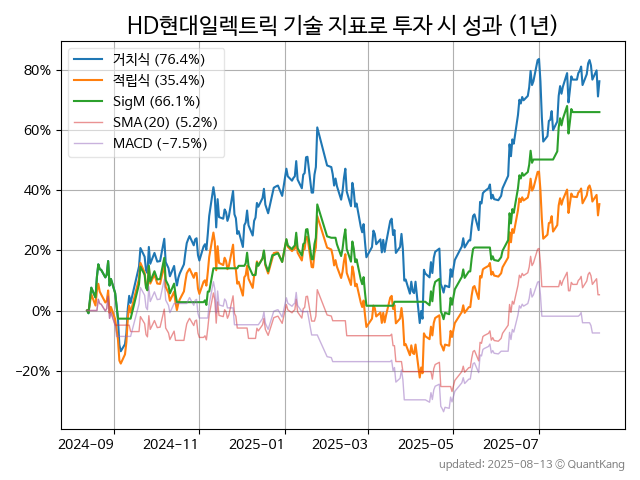 HD현대일렉트릭 기술 지표로 투자 시 성과 (1년)
거치식 (76.4%)
적립식 (35.4%)
SigM (66.1%)
SMA(20) (5.2%)
MACD (−7.5%)
80%
60%
40%
20%
0%
−20%
2024-09 2024-11 2025-01 2025-03 2025-05 2025-07
updated: 2025-08-13 © QuantKang